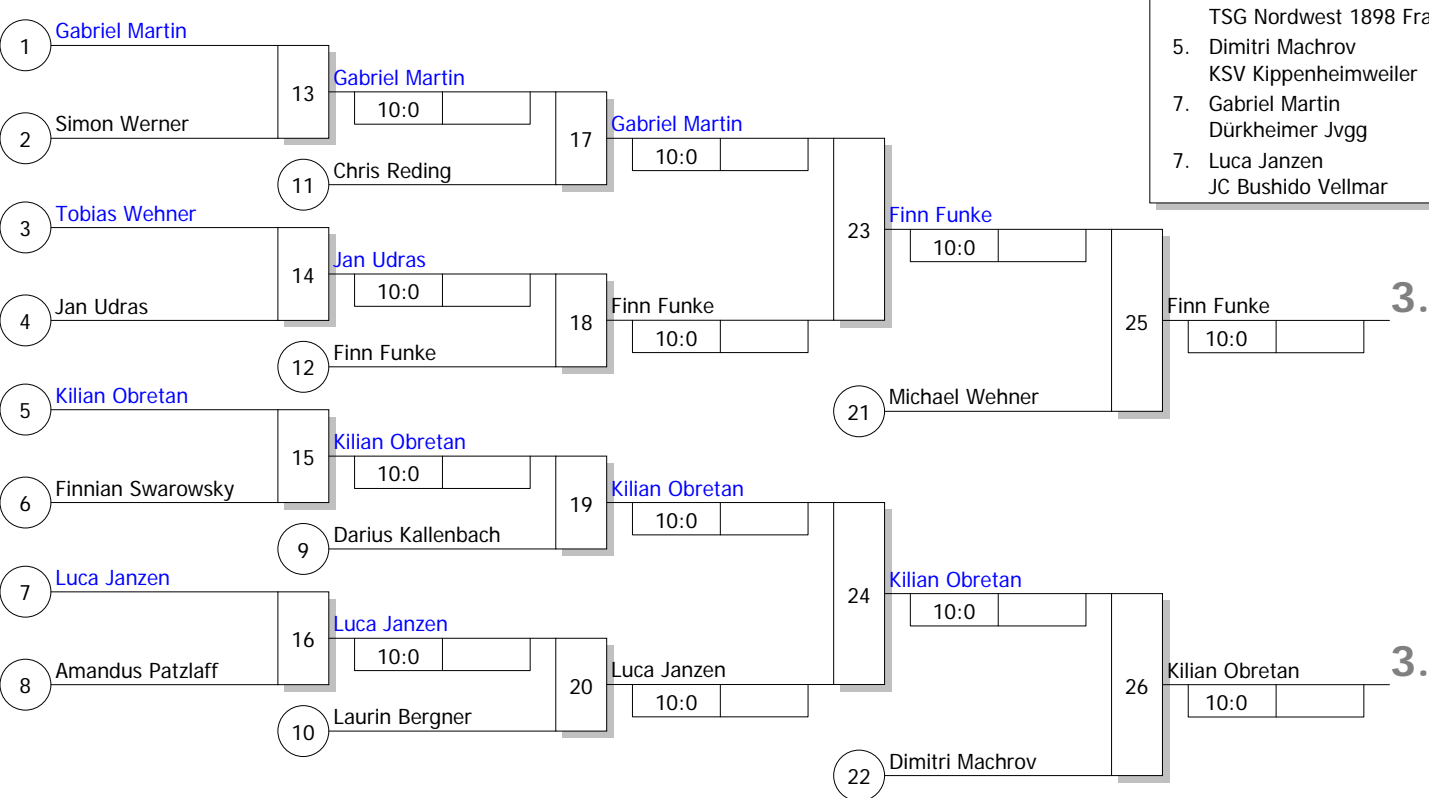 1 Gabriel Martin
2 Simon Werner
13
Gabriel Martin
10:0
11 Chris Reding
17
Gabriel Martin
10:0
3 Tobias Wehner
4 Jan Udras
14
Jan Udras
10:0
12 Finn Funke
18
Finn Funke
10:0
23
Finn Funke
10:0
21 Michael Wehner
25
Finn Funke
10:0
3.
5 Kilian Obretan
6 Finnian Swarowsky
15
Kilian Obretan
10:0
9 Darius Kallenbach
19
Kilian Obretan
10:0
7 Luca Janzen
8 Amandus Patzlaff
16
Luca Janzen
10:0
10 Laurin Bergner
20
Luca Janzen
10:0
24
Kilian Obretan
10:0
22 Dimitri Machrov
26
Kilian Obretan
10:0
3.
TSG Nordwest 1898 Fra
5. Dimitri Machrov
KSV Kippenheimweiler
7. Gabriel Martin
Dürkheimer Jvgg
7. Luca Janzen
JC Bushido Vellmar